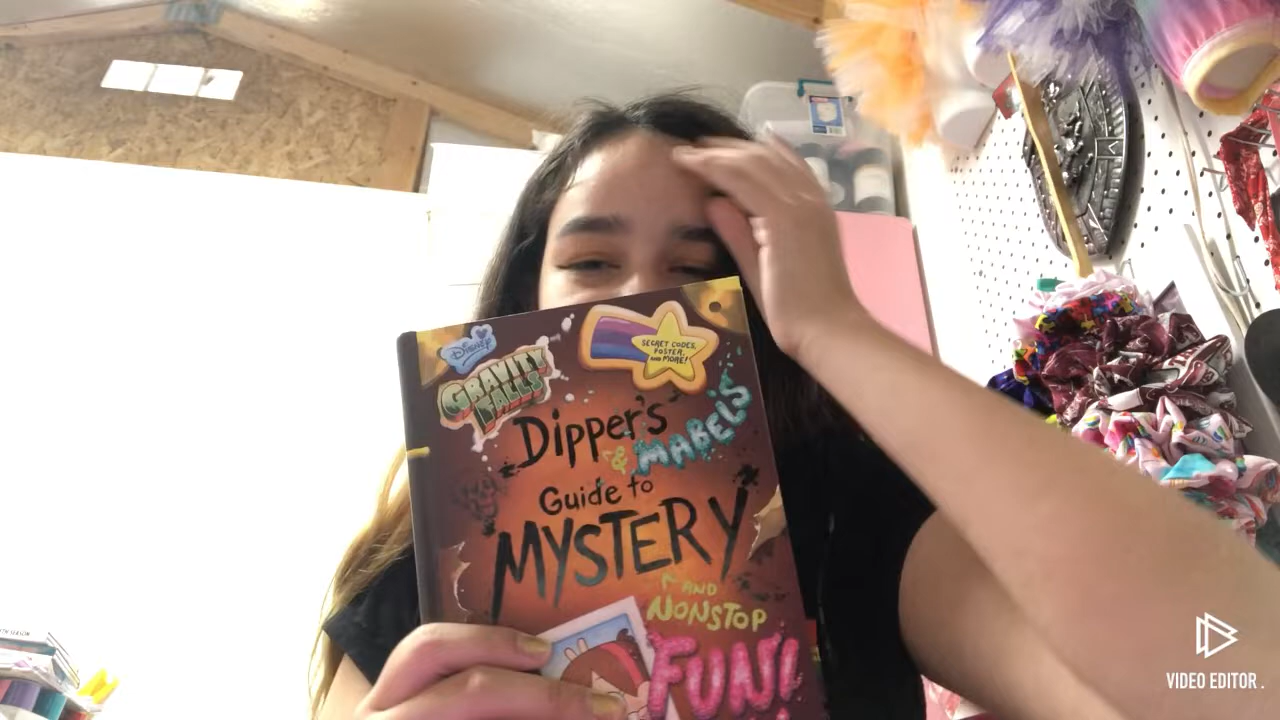 Disney
GRAVITY
FALLS
SECRET CODES,
POSTER,
AND MORE!
Dipper's
& MABEL'S
Guide to
MYSTERY
AND
NONSTOP
FUN!
VIDEO EDITOR .